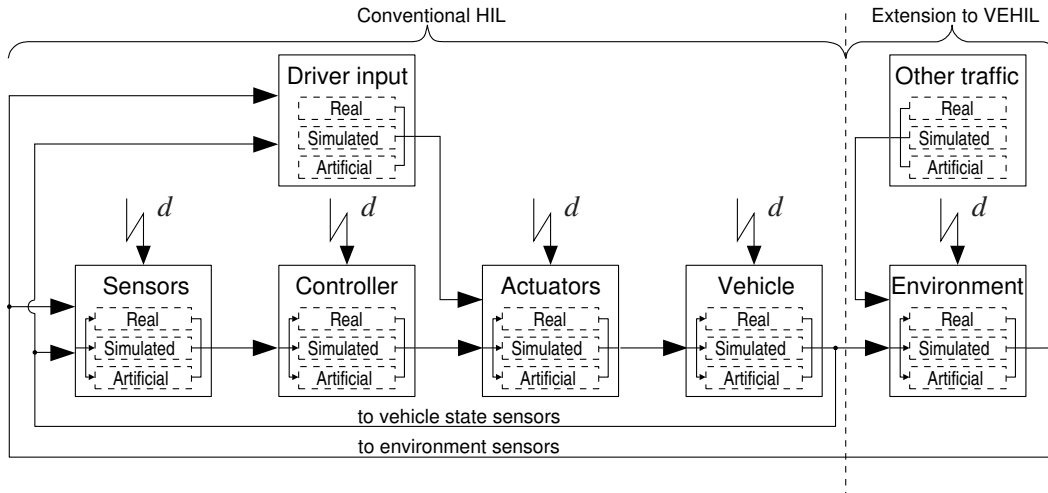 Conventional HIL
Extension to VEHIL
Driver input
Real
Simulated
Artificial
Other traffic
Real
Simulated
Artificial
d
d
d
d
d
Sensors
Real
Simulated
Artificial
Controller
Real
Simulated
Artificial
Actuators
Real
Simulated
Artificial
Vehicle
Real
Simulated
Artificial
Environment
Real
Simulated
Artificial
to vehicle state sensors
to environment sensors